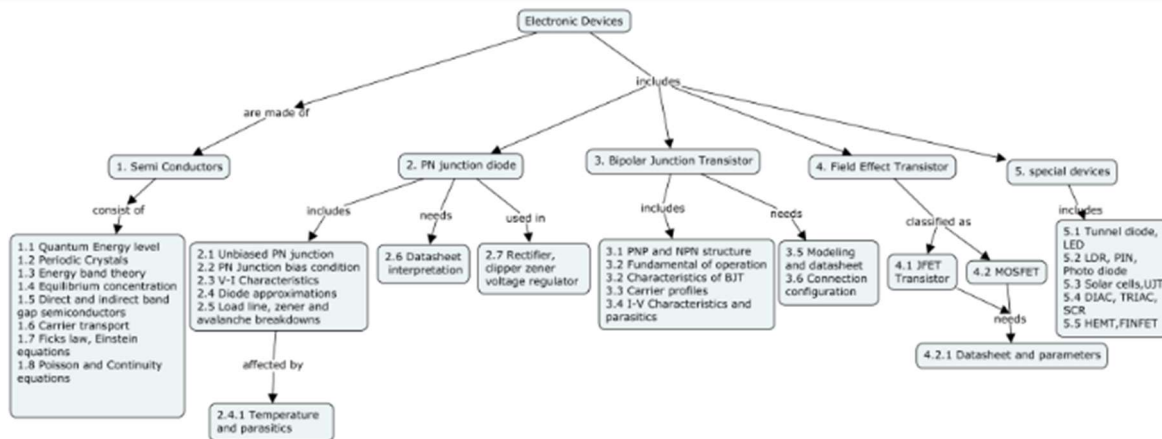 Electronic Devices
includes
are made of
1. Semi Conductors
2. PN junction diode
3. Bipolar Junction Transistor
4. Field Effect Transistor
5. special devices
consist of
includes
needs
used in
includes
needs
classified as
includes
1.1 Quantum Energy level
1.2 Periodic Crystals
1.3 Energy band theory
1.4 Equilibrium concentration
1.5 Direct and indirect band
gap semiconductors
1.6 Carrier transport
1.7 Ficks law, Einstein
equations
1.8 Poisson and Continuity
equations
2.1 Unbiased PN junction
2.2 PN Junction bias condition
2.3 V-I Characteristics
2.4 Diode approximations
2.5 Load line, zener and
avalanche breakdowns
affected by
2.4.1 Temperature
and parasitics
2.6 Datasheet
interpretation
2.7 Rectifier,
clipper zener
voltage regulator
3.1 PNP and NPN structure
3.2 Fundamental of operation
3.2 Characteristics of BJT
3.3 Carrier profiles
3.4 I-V Characteristics and
parasitics
3.5 Modeling
and datasheet
3.6 Connection
configuration
4.1 JFET
Transistor
4.2 MOSFET
needs
4.2.1 Datasheet and parameters
5.1 Tunnel diode,
LED
5.2 LDR, PIN,
Photo diode
5.3 Solar cells,UJT
5.4 DIAC, TRIAC,
SCR
5.5 HEMT,FINFET